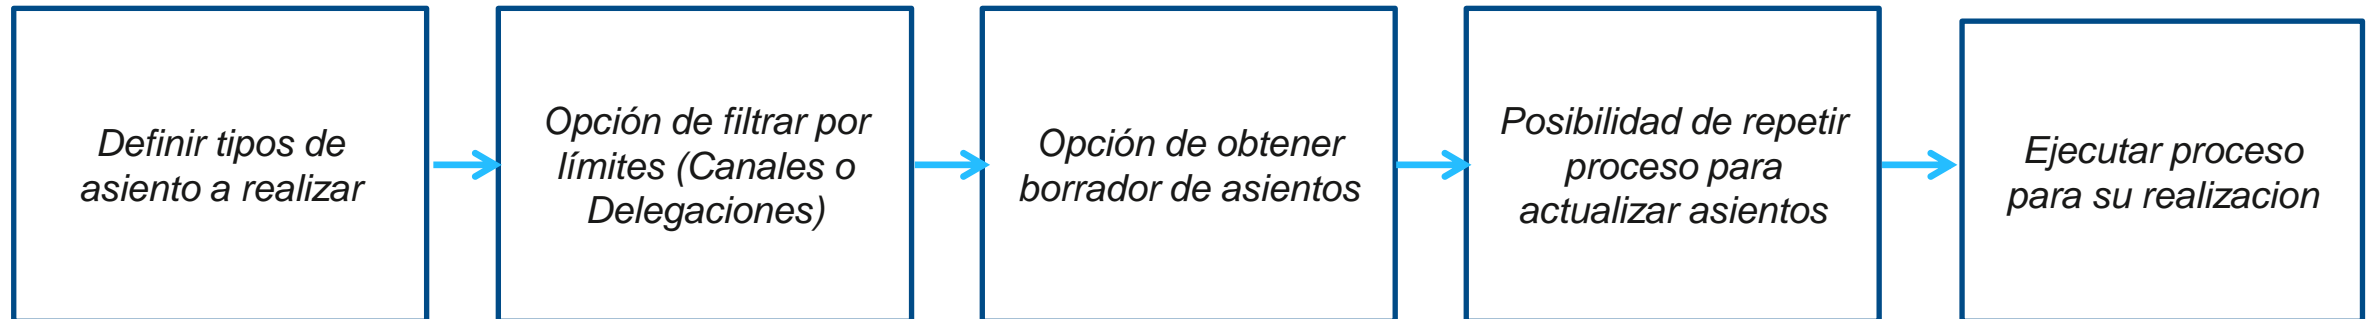 Definir tipos de
asiento a realizar
Opción de filtrar por
límites (Canales o
Delegaciones)
Opción de obtener
borrador de asientos
Posibilidad de repetir
proceso para
actualizar asientos
Ejecutar proceso
para su realizacion